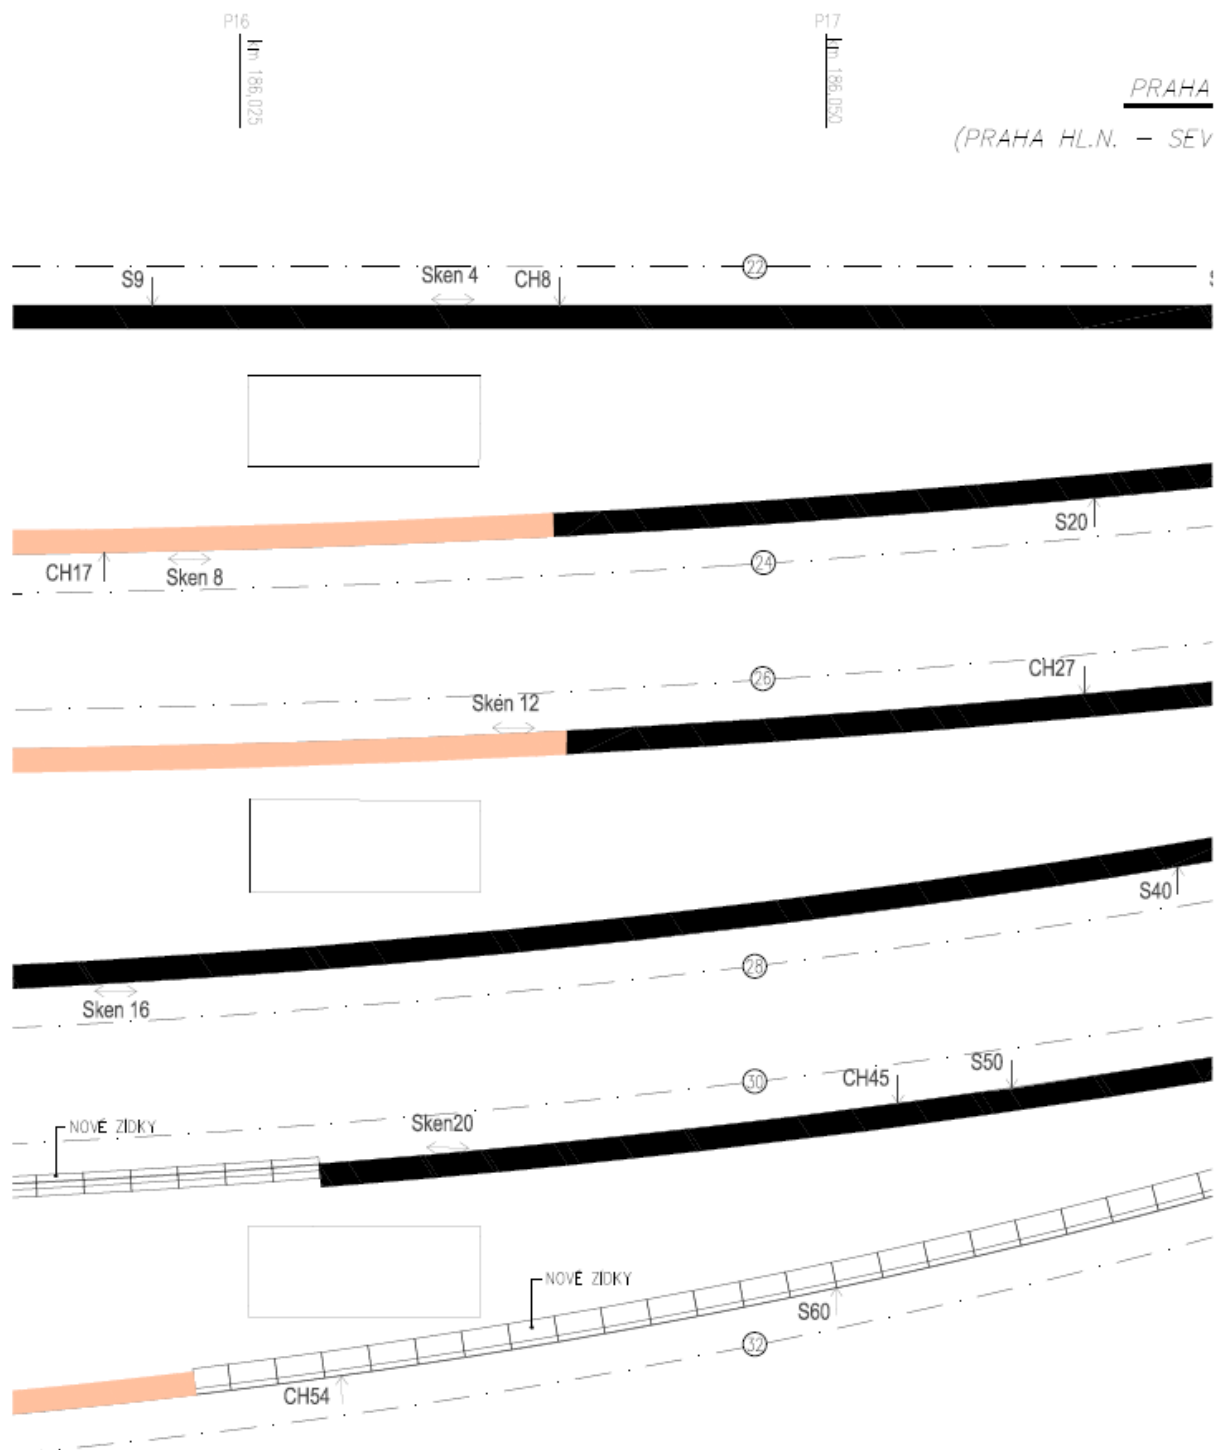 P16
km 186,025
P17
km 186,050
PRAHA
(PRAHA HL.N. – SEV
22
S9
Sken 4
CH8
S20
24
CH17
Sken 8
26
CH27
Sken 12
S40
28
Sken 16
30
S50
CH45
Sken20
NOVÉ ZÍDKY
NOVÉ ZÍDKY
S60
32
CH54